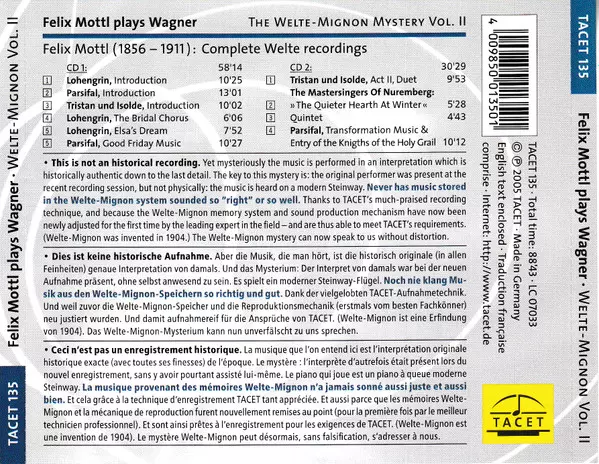 Felix Mottl plays Wagner
THE WELTE-MIGNON MYSTERY VOL. II
Felix Mottl (1856 – 1911): Complete Welte recordings
CD 1: 58'14
1 Lohengrin, Introduction 10'25
2 Parsifal, Introduction 13'01
3 Tristan und Isolde, Introduction 10'02
4 Lohengrin, The Bridal Chorus 6'06
5 Lohengrin, Elsa's Dream 7'52
5 Parsifal, Good Friday Music 10'27
CD 2: 30'29
1 Tristan und Isolde, Act II, Duet 9'53
The Mastersingers Of Nuremberg:
2 »The Quieter Hearth At Winter« 5'28
3 Quintet 4'43
4 Parsifal, Transformation Music &
Entry of the Knigths of the Holy Grail 10'12
• This is not an historical recording. Yet mysteriously the music is performed in an interpretation which is
historically authentic down to the last detail. The key to this mystery is: the original performer was present at the
recent recording session, but not physically: the music is heard on a modern Steinway. Never has music stored
in the Welte-Mignon system sounded so "right" or so well. Thanks to TACET's much-praised recording
technique, and because the Welte-Mignon memory system and sound production mechanism have now been
newly adjusted for the first time by the leading expert in the field – and are thus able to meet TACET's requirements.
(Welte-Mignon was invented in 1904.) The Welte-Mignon mystery can now speak to us without distortion.
• Dies ist keine historische Aufnahme. Aber die Musik, die man hört, ist die historisch originale (in allen
Feinheiten) genaue Interpretation von damals. Und das Mysterium: Der Interpret von damals war bei der neuen
Aufnahme präsent, ohne selbst anwesend zu sein. Es spielt ein moderner Steinway-Flügel. Noch nie klang Mu-
sik aus den Welte-Mignon-Speichern so richtig und gut. Dank der vielgelobten TACET-Aufnahmetechnik.
Und weil zuvor die Welte-Mignon-Speicher und die Reproduktionsmechanik (erstmals vom besten Fachkönner)
neu justiert wurden. Und damit aufnahmereif für die Ansprüche von TACET. (Welte-Mignon ist eine Erfindung
von 1904). Das Welte-Mignon-Mysterium kann nun unverfälscht zu uns sprechen.
• Ceci n'est pas un enregistrement historique. La musique que l'on entend ici est l'interprétation originale
historique exacte (avec toutes ses finesses) de l'époque. Le mystère : l'interprète d'autrefois était présent lors du
nouvel enregistrement, sans y avoir pourtant assisté lui-même. Le piano qui joue est un piano à queue moderne
Steinway. La musique provenant des mémoires Welte-Mignon n'a jamais sonné aussi juste et aussi
bien. Et cela grâce à la technique d'enregistrement TACET tant appréciée. Et aussi parce que les mémoires Welte-
Mignon et la mécanique de reproduction furent nouvellement remises au point (pour la première fois par le meilleur
technicien professionel). Et sont ainsi prêtes à l'enregistrement pour les exigences de TACET. (Welte-Mignon est
une invention de 1904). Le mystère Welte-Mignon peut désormais, sans falsification, s'adresser à nous.
4 009850 013501
TACET 135 · Total time: 88'43 · LC 07033
© ℗ 2005 TACET · Made in Germany
English text enclosed · Traduction française
comprise · Internet: http://www.tacet.de
TACET
TACET 135 Felix Mottl plays Wagner · WELTE-MIGNON VOL. II
TACET 135 Felix Mottl plays Wagner · WELTE-MIGNON VOL. II